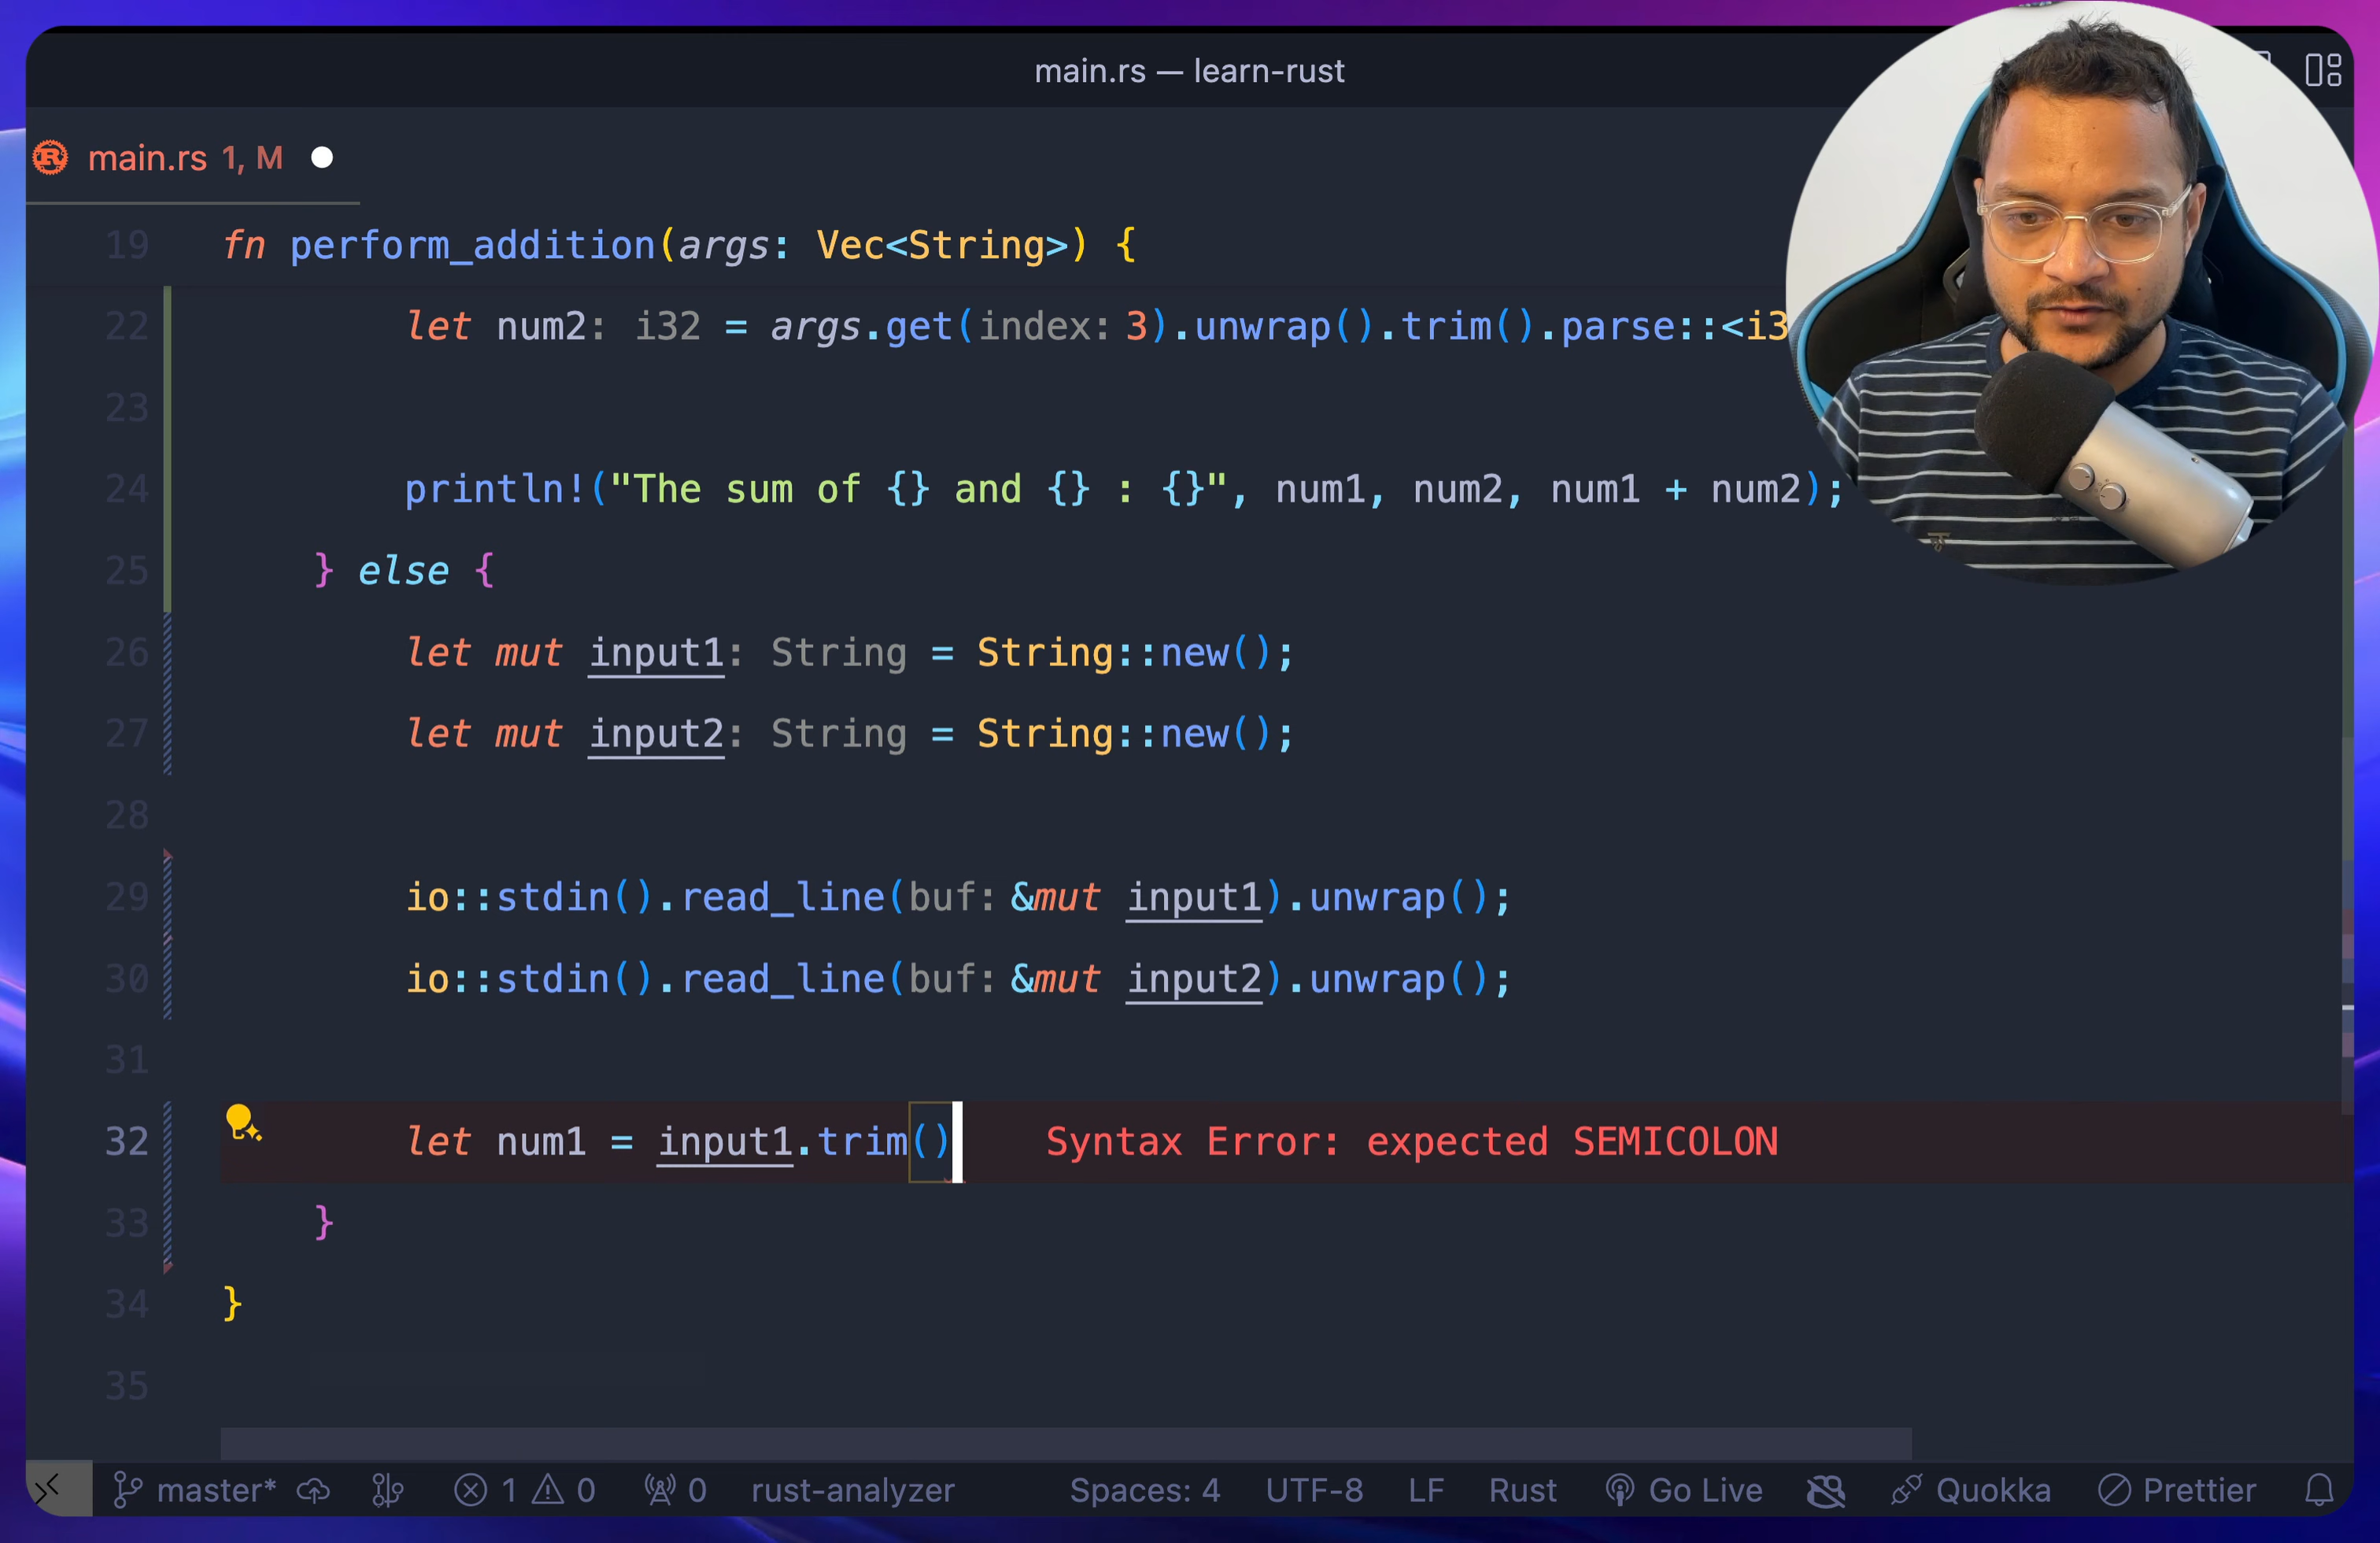 main.rs — learn-rust
main.rs 1, M
19 fn perform_addition(args: Vec<String>) {
22 let num2: i32 = args.get(index: 3).unwrap().trim().parse::<i3
23
24 println!("The sum of {} and {} : {}", num1, num2, num1 + num2);
25 } else {
26 let mut input1: String = String::new();
27 let mut input2: String = String::new();
28
29 io::stdin().read_line(buf: &mut input1).unwrap();
30 io::stdin().read_line(buf: &mut input2).unwrap();
31
32 let num1 = input1.trim() Syntax Error: expected SEMICOLON
33 }
34 }
35
master* 1 0 0 rust-analyzer Spaces: 4 UTF-8 LF Rust Go Live Quokka Prettier